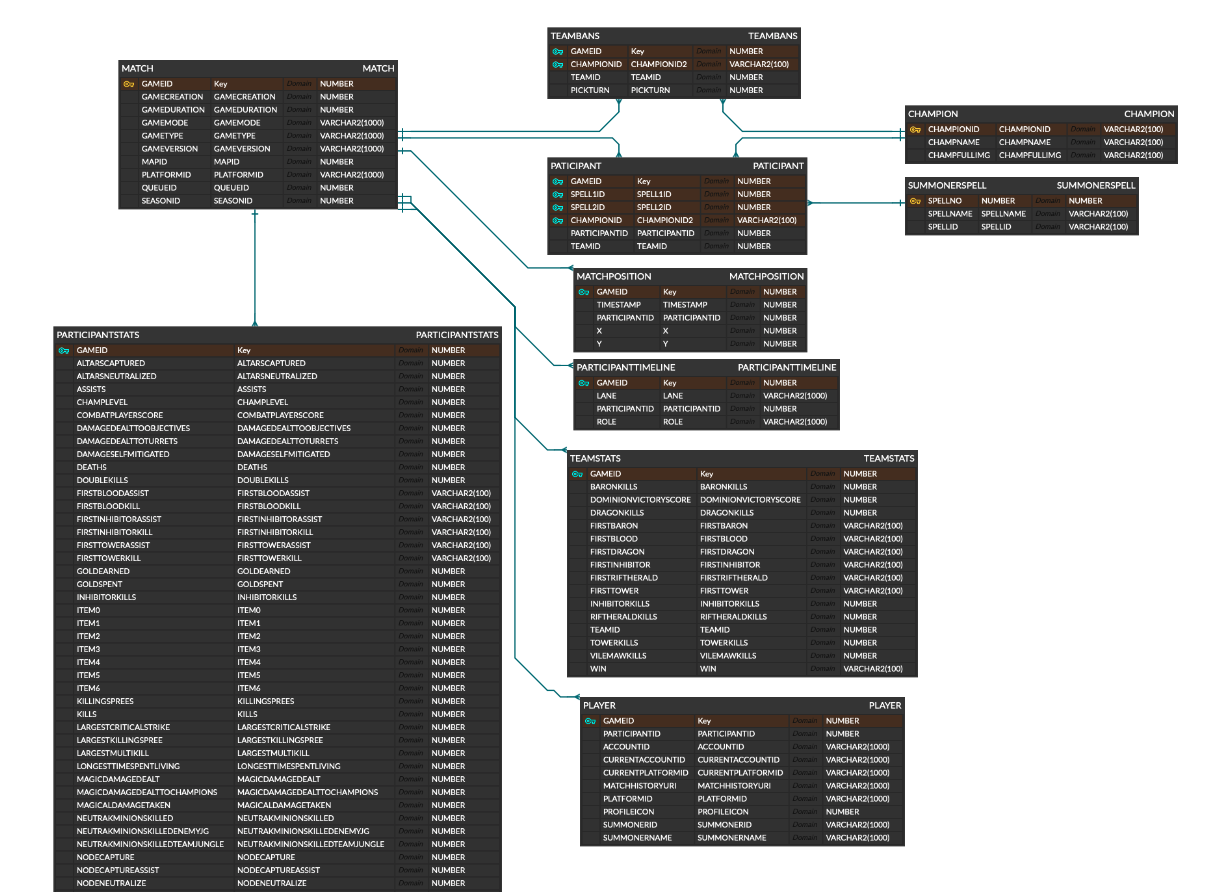 TEAMBANS TEAMBANS
GAMEID Key Domain NUMBER
CHAMPIONID CHAMPIONID2 Domain VARCHAR2(100)
TEAMID TEAMID Domain NUMBER
PICKTURN PICKTURN Domain NUMBER
MATCH MATCH
GAMEID Key Domain NUMBER
GAMECREATION GAMECREATION Domain NUMBER
GAMEDURATION GAMEDURATION Domain NUMBER
GAMEMODE GAMEMODE Domain VARCHAR2(1000)
GAMETYPE GAMETYPE Domain VARCHAR2(1000)
GAMEVERSION GAMEVERSION Domain VARCHAR2(1000)
MAPID MAPID Domain NUMBER
PLATFORMID PLATFORMID Domain VARCHAR2(1000)
QUEUEID QUEUEID Domain NUMBER
SEASONID SEASONID Domain NUMBER
CHAMPION CHAMPION
CHAMPIONID CHAMPIONID Domain VARCHAR2(100)
CHAMPNAME CHAMPNAME Domain VARCHAR2(100)
CHAMPFULLIMG CHAMPFULLIMG Domain VARCHAR2(100)
PATICIPANT PATICIPANT
GAMEID Key Domain NUMBER
SPELL1ID SPELL1ID Domain NUMBER
SPELL2ID SPELL2ID Domain NUMBER
CHAMPIONID CHAMPIONID2 Domain VARCHAR2(100)
PARTICIPANTID PARTICIPANTID Domain NUMBER
TEAMID TEAMID Domain NUMBER
SUMMONERSPELL SUMMONERSPELL
SPELLNO NUMBER Domain NUMBER
SPELLNAME SPELLNAME Domain VARCHAR2(100)
SPELLID SPELLID Domain VARCHAR2(100)
MATCHPOSITION MATCHPOSITION
GAMEID Key Domain NUMBER
TIMESTAMP TIMESTAMP Domain NUMBER
PARTICIPANTID PARTICIPANTID Domain NUMBER
X X Domain NUMBER
Y Y Domain NUMBER
PARTICIPANTTIMELINE PARTICIPANTTIMELINE
GAMEID Key Domain NUMBER
LANE LANE Domain VARCHAR2(1000)
PARTICIPANTID PARTICIPANTID Domain NUMBER
ROLE ROLE Domain VARCHAR2(1000)
PARTICIPANTSTATS PARTICIPANTSTATS
GAMEID Key Domain NUMBER
ALTARSCAPTURED ALTARSCAPTURED Domain NUMBER
ALTARSNEUTRALIZED ALTARSNEUTRALIZED Domain NUMBER
ASSISTS ASSISTS Domain NUMBER
CHAMPLEVEL CHAMPLEVEL Domain NUMBER
COMBATPLAYERSCORE COMBATPLAYERSCORE Domain NUMBER
DAMAGEDEALTTOOBJECTIVES DAMAGEDEALTTOOBJECTIVES Domain NUMBER
DAMAGEDEALTTOTURRETS DAMAGEDEALTTOTURRETS Domain NUMBER
DAMAGESELFMITIGATED DAMAGESELFMITIGATED Domain NUMBER
DEATHS DEATHS Domain NUMBER
DOUBLEKILLS DOUBLEKILLS Domain NUMBER
FIRSTBLOODASSIST FIRSTBLOODASSIST Domain VARCHAR2(100)
FIRSTBLOODKILL FIRSTBLOODKILL Domain VARCHAR2(100)
FIRSTINHIBITORASSIST FIRSTINHIBITORASSIST Domain VARCHAR2(100)
FIRSTINHIBITORKILL FIRSTINHIBITORKILL Domain VARCHAR2(100)
FIRSTTOWERASSIST FIRSTTOWERASSIST Domain VARCHAR2(100)
FIRSTTOWERKILL FIRSTTOWERKILL Domain VARCHAR2(100)
GOLDEARNED GOLDEARNED Domain NUMBER
GOLDSPENT GOLDSPENT Domain NUMBER
INHIBITORKILLS INHIBITORKILLS Domain NUMBER
ITEM0 ITEM0 Domain NUMBER
ITEM1 ITEM1 Domain NUMBER
ITEM2 ITEM2 Domain NUMBER
ITEM3 ITEM3 Domain NUMBER
ITEM4 ITEM4 Domain NUMBER
ITEM5 ITEM5 Domain NUMBER
ITEM6 ITEM6 Domain NUMBER
KILLINGSPREES KILLINGSPREES Domain NUMBER
KILLS KILLS Domain NUMBER
LARGESTCRITICALSTRIKE LARGESTCRITICALSTRIKE Domain NUMBER
LARGESTKILLINGSPREE LARGESTKILLINGSPREE Domain NUMBER
LARGESTMULTIKILL LARGESTMULTIKILL Domain NUMBER
LONGESTTIMESPENTLIVING LONGESTTIMESPENTLIVING Domain NUMBER
MAGICDAMAGEDEALT MAGICDAMAGEDEALT Domain NUMBER
MAGICDAMAGEDEALTTOCHAMPIONS MAGICDAMAGEDEALTTOCHAMPIONS Domain NUMBER
MAGICALDAMAGETAKEN MAGICALDAMAGETAKEN Domain NUMBER
NEUTRAKMINIONSKILLED NEUTRAKMINIONSKILLED Domain NUMBER
NEUTRAKMINIONSKILLEDENEMYJG NEUTRAKMINIONSKILLEDENEMYJG Domain NUMBER
NEUTRAKMINIONSKILLEDTEAMJUNGLE NEUTRAKMINIONSKILLEDTEAMJUNGLE Domain NUMBER
NODECAPTURE NODECAPTURE Domain NUMBER
NODECAPTUREASSIST NODECAPTUREASSIST Domain NUMBER
NODENEUTRALIZE NODENEUTRALIZE Domain NUMBER
TEAMSTATS TEAMSTATS
GAMEID Key Domain NUMBER
BARONKILLS BARONKILLS Domain NUMBER
DOMINIONVICTORYSCORE DOMINIONVICTORYSCORE Domain NUMBER
DRAGONKILLS DRAGONKILLS Domain NUMBER
FIRSTBARON FIRSTBARON Domain VARCHAR2(100)
FIRSTBLOOD FIRSTBLOOD Domain VARCHAR2(100)
FIRSTDRAGON FIRSTDRAGON Domain VARCHAR2(100)
FIRSTINHIBITOR FIRSTINHIBITOR Domain VARCHAR2(100)
FIRSTRIFTHERALD FIRSTRIFTHERALD Domain VARCHAR2(100)
FIRSTTOWER FIRSTTOWER Domain VARCHAR2(100)
INHIBITORKILLS INHIBITORKILLS Domain NUMBER
RIFTHERALDKILLS RIFTHERALDKILLS Domain NUMBER
TEAMID TEAMID Domain NUMBER
TOWERKILLS TOWERKILLS Domain NUMBER
VILEMAWKILLS VILEMAWKILLS Domain NUMBER
WIN WIN Domain VARCHAR2(100)
PLAYER PLAYER
GAMEID Key Domain NUMBER
PARTICIPANTID PARTICIPANTID Domain NUMBER
ACCOUNTID ACCOUNTID Domain VARCHAR2(1000)
CURRENTACCOUNTID CURRENTACCOUNTID Domain VARCHAR2(1000)
CURRENTPLATFORMID CURRENTPLATFORMID Domain VARCHAR2(1000)
MATCHHISTORYURI MATCHHISTORYURI Domain VARCHAR2(1000)
PLATFORMID PLATFORMID Domain VARCHAR2(1000)
PROFILEICON PROFILEICON Domain NUMBER
SUMMONERID SUMMONERID Domain VARCHAR2(1000)
SUMMONERNAME SUMMONERNAME Domain VARCHAR2(1000)